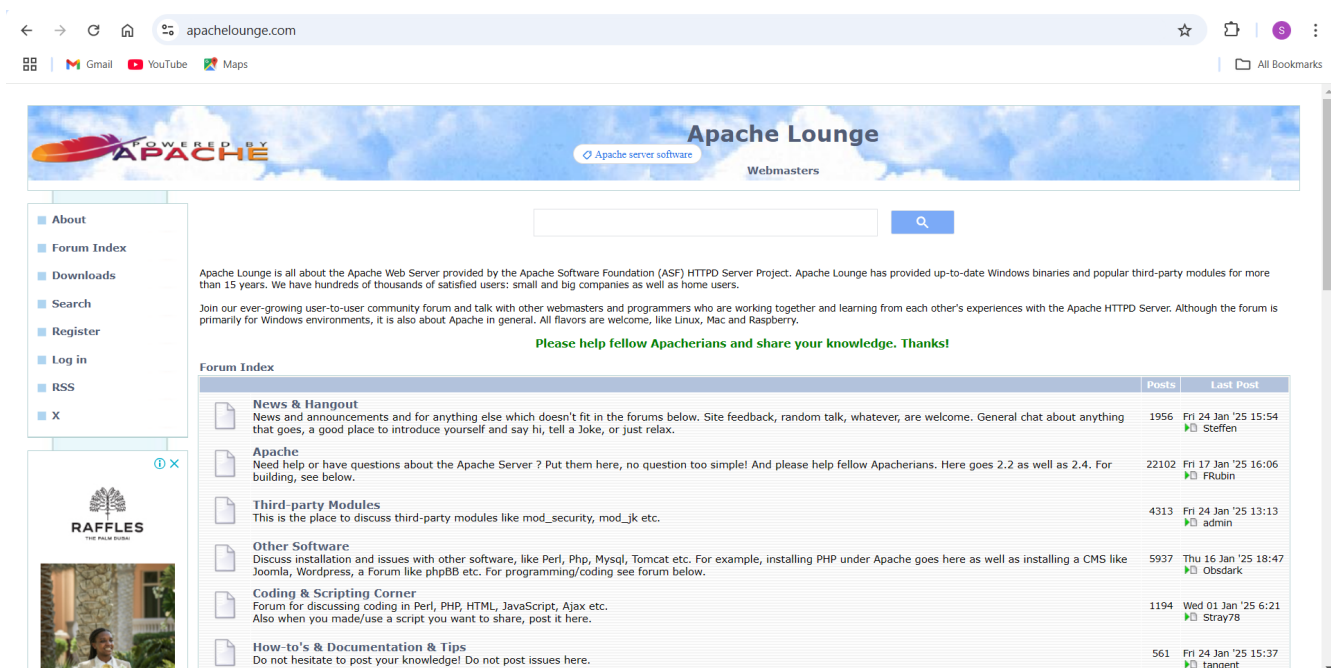 apachelounge.com
S
Gmail
YouTube
Maps
All Bookmarks
POWERED BY
APACHE
Apache Lounge
Apache server software
Webmasters
About
Forum Index
Downloads
Search
Register
Log in
RSS
X
Apache Lounge is all about the Apache Web Server provided by the Apache Software Foundation (ASF) HTTPD Server Project. Apache Lounge has provided up-to-date Windows binaries and popular third-party modules for more
than 15 years. We have hundreds of thousands of satisfied users: small and big companies as well as home users.
Join our ever-growing user-to-user community forum and talk with other webmasters and programmers who are working together and learning from each other's experiences with the Apache HTTPD Server. Although the forum is
primarily for Windows environments, it is also about Apache in general. All flavors are welcome, like Linux, Mac and Raspberry.
Please help fellow Apacherians and share your knowledge. Thanks!
Forum Index
Posts Last Post
News & Hangout
News and announcements and for anything else which doesn't fit in the forums below. Site feedback, random talk, whatever, are welcome. General chat about anything
that goes, a good place to introduce yourself and say hi, tell a Joke, or just relax.
1956 Fri 24 Jan '25 15:54
Steffen
Apache
Need help or have questions about the Apache Server ? Put them here, no question too simple! And please help fellow Apacherians. Here goes 2.2 as well as 2.4. For
building, see below.
22102 Fri 17 Jan '25 16:06
FRubin
Third-party Modules
This is the place to discuss third-party modules like mod_security, mod_jk etc.
4313 Fri 24 Jan '25 13:13
admin
Other Software
Discuss installation and issues with other software, like Perl, Php, Mysql, Tomcat etc. For example, installing PHP under Apache goes here as well as installing a CMS like
Joomla, Wordpress, a Forum like phpBB etc. For programming/coding see forum below.
5937 Thu 16 Jan '25 18:47
Obsdark
Coding & Scripting Corner
Forum for discussing coding in Perl, PHP, HTML, JavaScript, Ajax etc.
Also when you made/use a script you want to share, post it here.
1194 Wed 01 Jan '25 6:21
Stray78
How-to's & Documentation & Tips
Do not hesitate to post your knowledge! Do not post issues here.
561 Fri 24 Jan '25 15:37
tangent
RAFFLES
THE PALM DUBAI